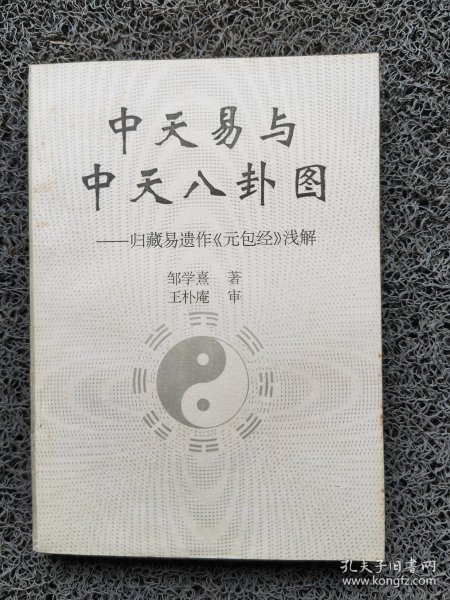 中天易与
中天八卦图
——归藏易遗作《元包经》浅解
邹学熹 著
王朴庵 审
孔夫子旧书网
www.kongfz.com